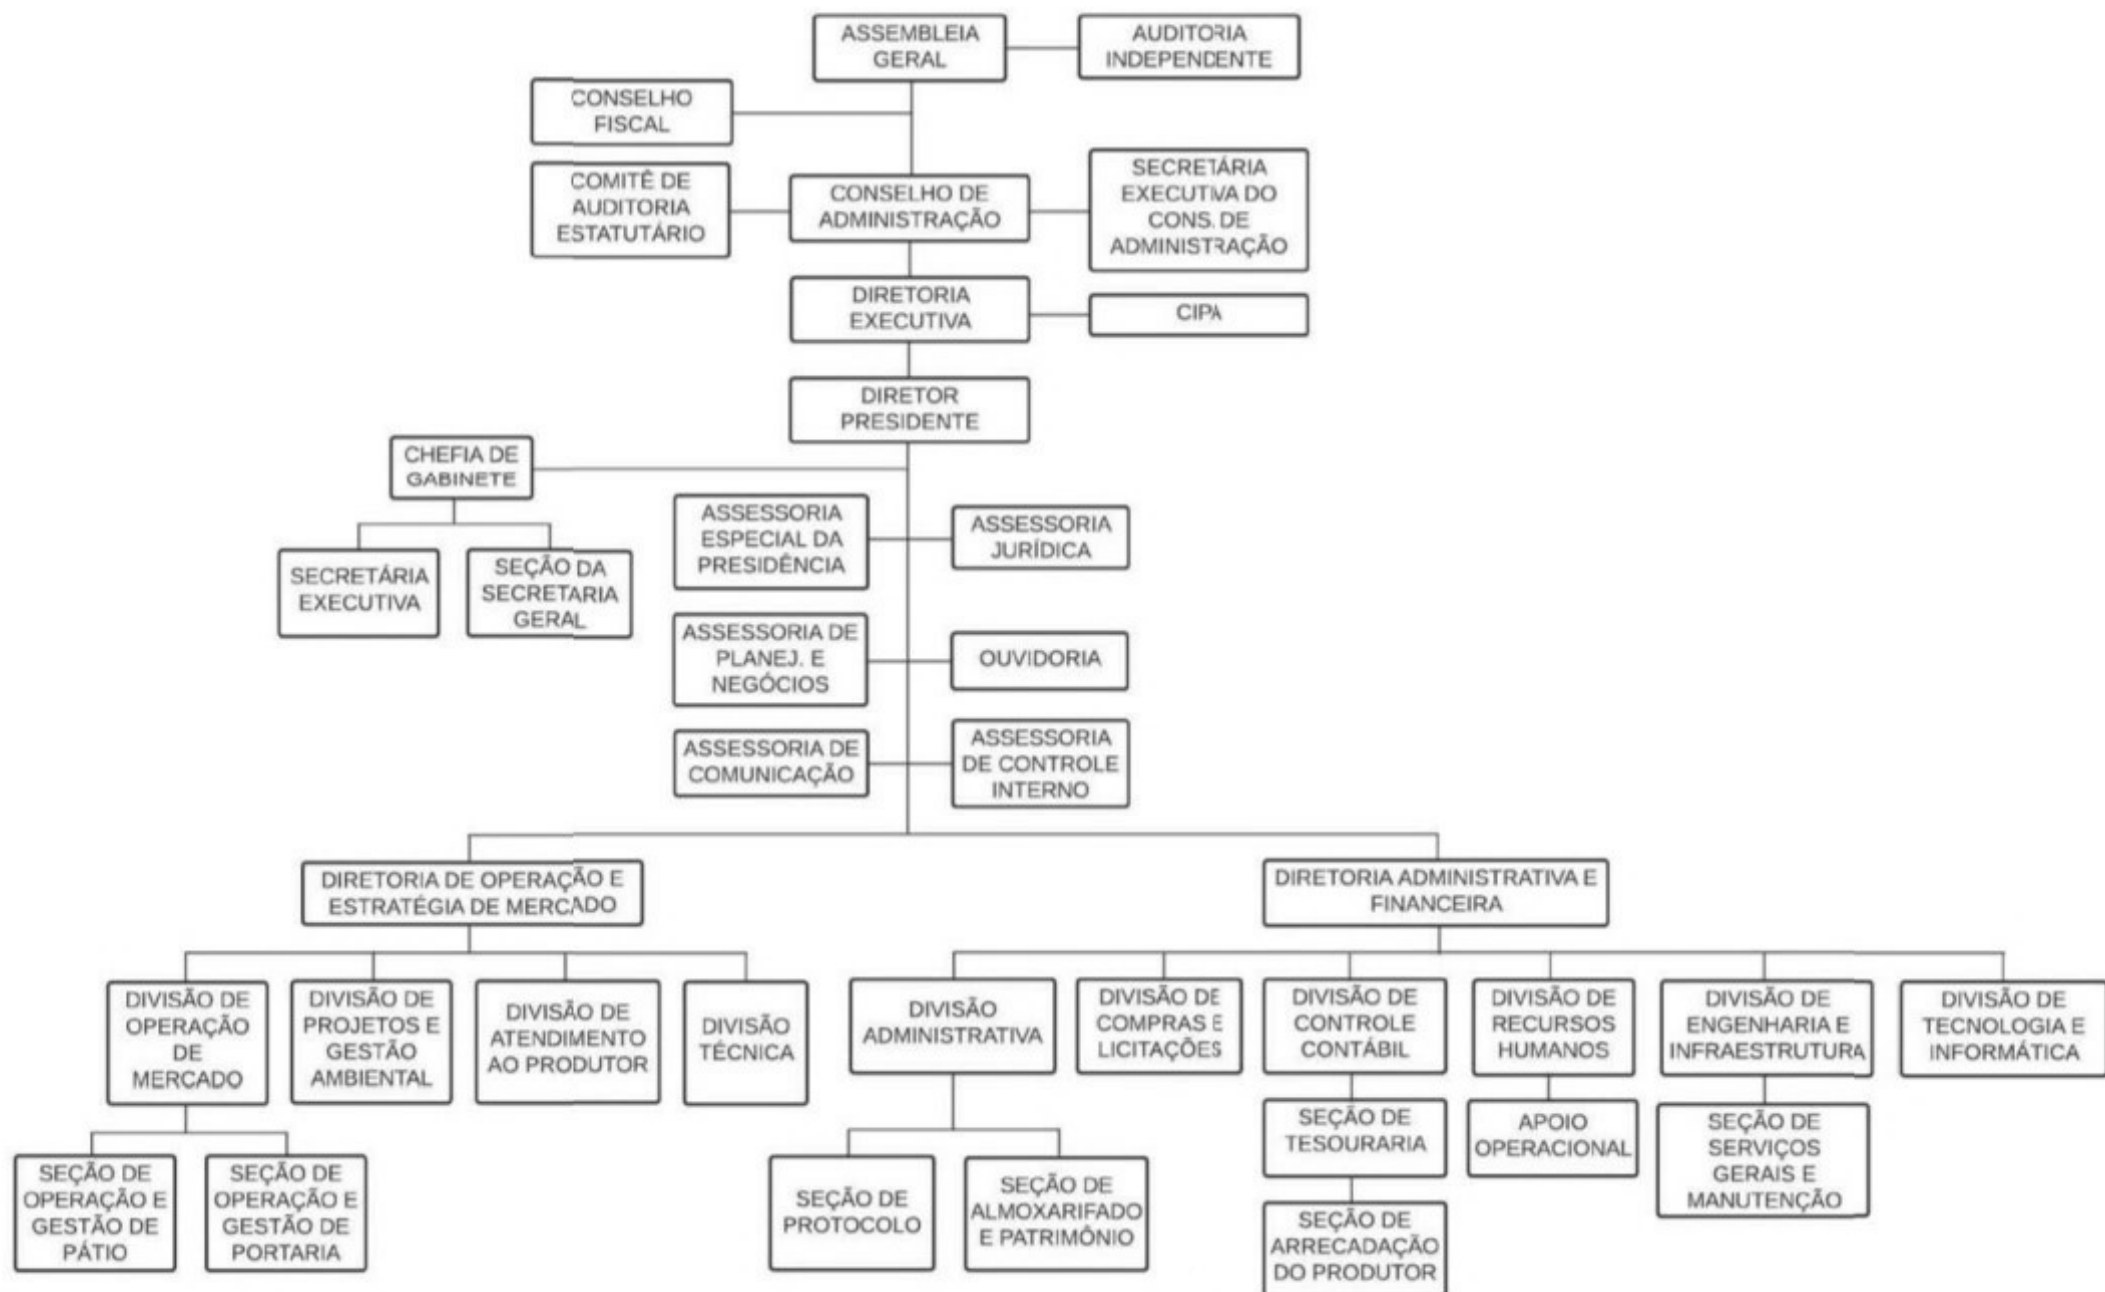 ASSEMBLEIA
GERAL
AUDITORIA
INDEPENDENTE
CONSELHO
FISCAL
COMITÊ DE
AUDITORIA
ESTATUTÁRIO
CONSELHO DE
ADMINISTRAÇÃO
SECRETÁRIA
EXECUTIVA DO
CONS. DE
ADMINISTRAÇÃO
DIRETORIA
EXECUTIVA
CIPA
DIRETOR
PRESIDENTE
CHEFIA DE
GABINETE
SECRETÁRIA
EXECUTIVA
SEÇÃO DA
SECRETARIA
GERAL
ASSESSORIA
ESPECIAL DA
PRESIDÊNCIA
ASSESSORIA
JURÍDICA
ASSESSORIA DE
PLANEJ. E
NEGÓCIOS
OUVIDORIA
ASSESSORIA DE
COMUNICAÇÃO
ASSESSORIA
DE CONTROLE
INTERNO
DIRETORIA DE OPERAÇÃO E
ESTRATÉGIA DE MERCADO
DIRETORIA ADMINISTRATIVA E
FINANCEIRA
DIVISÃO DE
OPERAÇÃO
DE
MERCADO
DIVISÃO DE
PROJETOS E
GESTÃO
AMBIENTAL
DIVISÃO DE
ATENDIMENTO
AO PRODUTOR
DIVISÃO
TÉCNICA
DIVISÃO
ADMINISTRATIVA
DIVISÃO DE
COMPRAS E
LICITAÇÕES
DIVISÃO DE
CONTROLE
CONTÁBIL
DIVISÃO DE
RECURSOS
HUMANOS
DIVISÃO DE
ENGENHARIA E
INFRAESTRUTURA
DIVISÃO DE
TECNOLOGIA E
INFORMÁTICA
SEÇÃO DE
OPERAÇÃO E
GESTÃO DE
PÁTIO
SEÇÃO DE
OPERAÇÃO E
GESTÃO DE
PORTARIA
SEÇÃO DE
PROTOCOLO
SEÇÃO DE
ALMOXARIFADO
E PATRIMÔNIO
SEÇÃO DE
TESOURARIA
SEÇÃO DE
ARRECADAÇÃO
DO PRODUTOR
APOIO
OPERACIONAL
SEÇÃO DE
SERVIÇOS
GERAIS E
MANUTENÇÃO